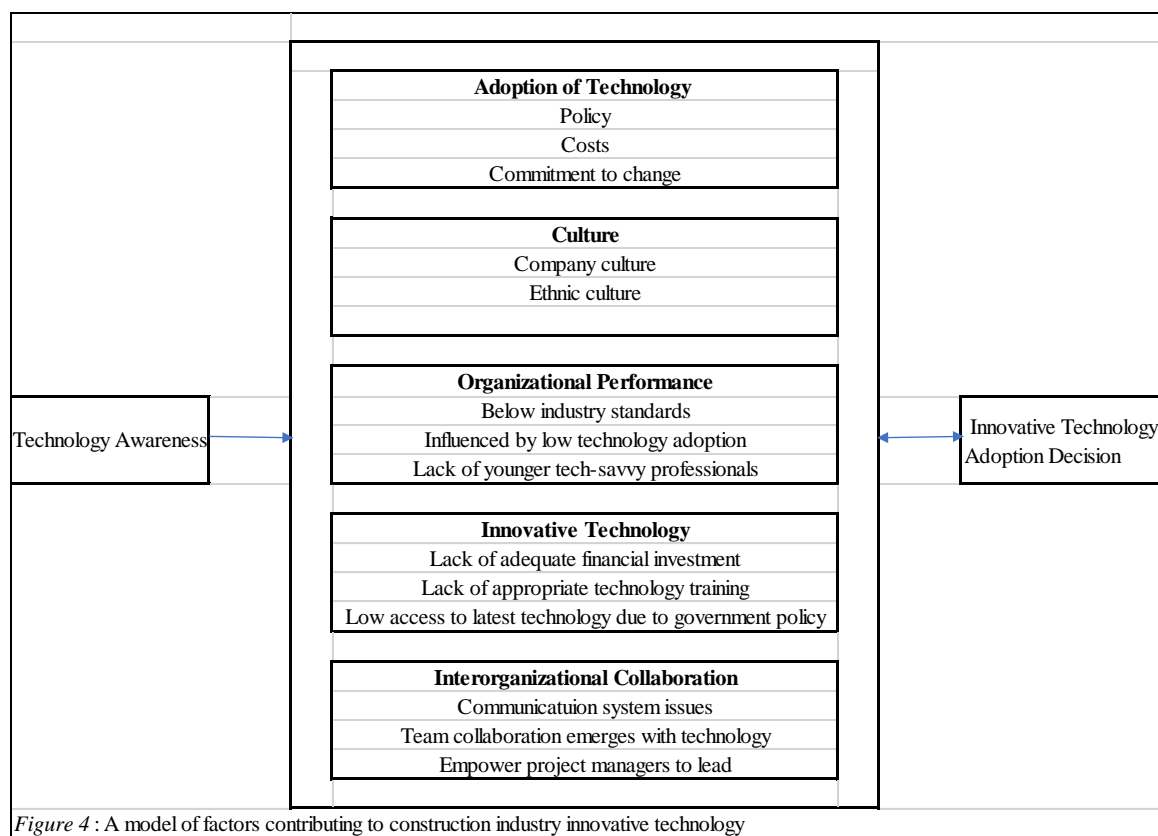 Adoption of Technology
Policy
Costs
Commitment to change
Culture
Company culture
Ethnic culture
Organizational Performance
Below industry standards
Influenced by low technology adoption
Lack of younger tech-savvy professionals
Technology Awareness
Innovative Technology
Adoption Decision
Innovative Technology
Lack of adequate financial investment
Lack of appropriate technology training
Low access to latest technology due to government policy
Interorganizational Collaboration
Communicatuion system issues
Team collaboration emerges with technology
Empower project managers to lead
Figure 4 : A model of factors contributing to construction industry innovative technology